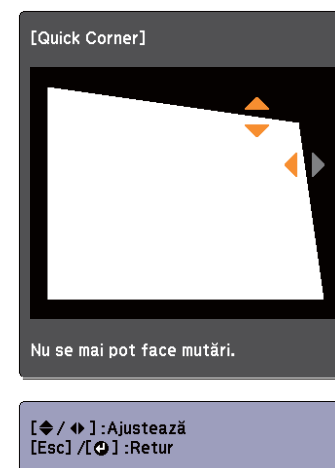 [Quick Corner]
Nu se mai pot face mutări.
[◆/◆] :Ajustează
[Esc] /[↵] :Retur